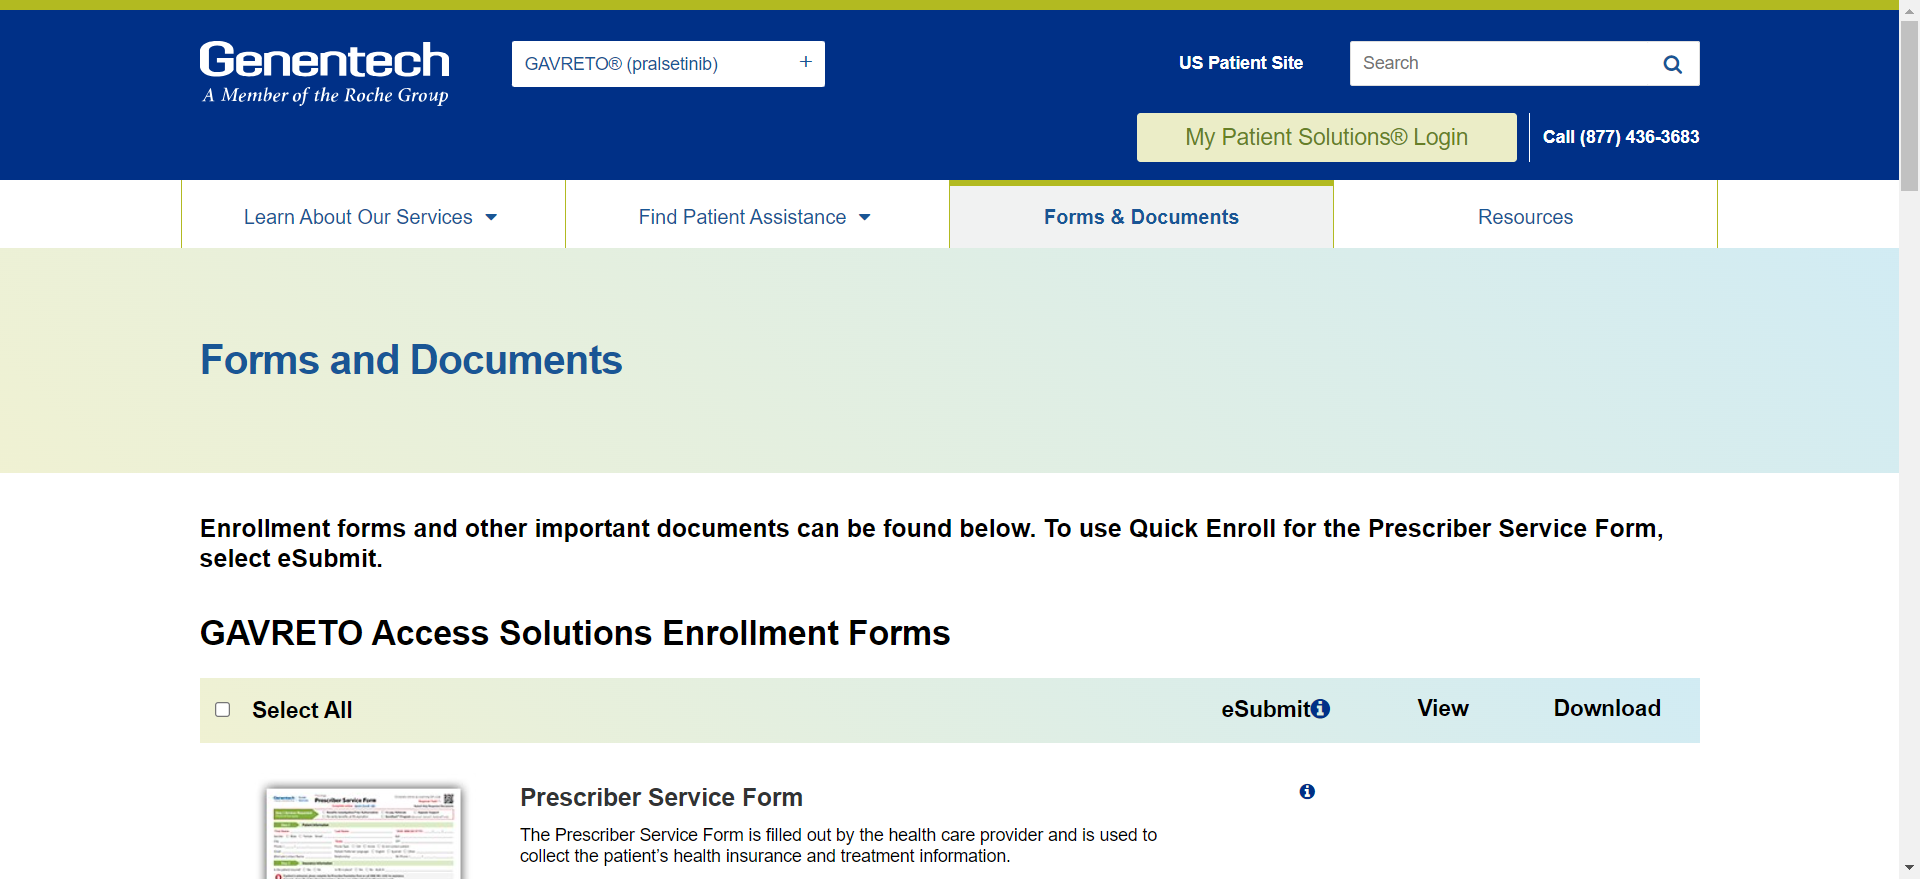 Genentech
A Member of the Roche Group
GAVRETO® (pralsetinib) +
US Patient Site
Search
My Patient Solutions® Login
Call (877) 436-3683
Learn About Our Services
Find Patient Assistance
Forms & Documents
Resources
Forms and Documents
Enrollment forms and other important documents can be found below. To use Quick Enroll for the Prescriber Service Form,
select eSubmit.
GAVRETO Access Solutions Enrollment Forms
Select All
eSubmit
View
Download
Prescriber Service Form
The Prescriber Service Form is filled out by the health care provider and is used to
collect the patient’s health insurance and treatment information.
Genentech
Prescriber Service Form